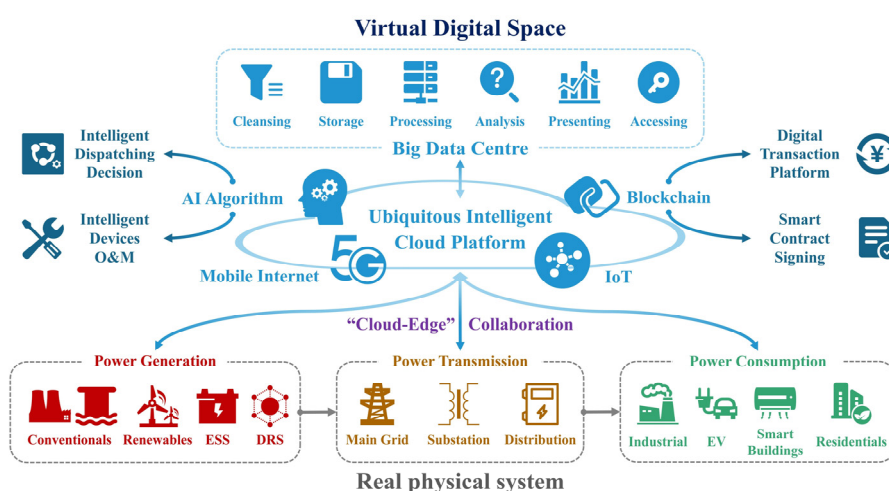 Virtual Digital Space
Cleansing
Storage
Processing
Analysis
Presenting
Accessing
Big Data Centre
Intelligent
Dispatching
Decision
Intelligent
Devices
O&M
AI Algorithm
Ubiquitous Intelligent
Cloud Platform
Blockchain
Mobile Internet
5G
IoT
Digital
Transaction
Platform
¥
Smart
Contract
Signing
“Cloud-Edge” Collaboration
Power Generation
Conventionals
Renewables
ESS
DRS
Power Transmission
Main Grid
Substation
Distribution
Power Consumption
Industrial
EV
Smart
Buildings
Residentials
Real physical system